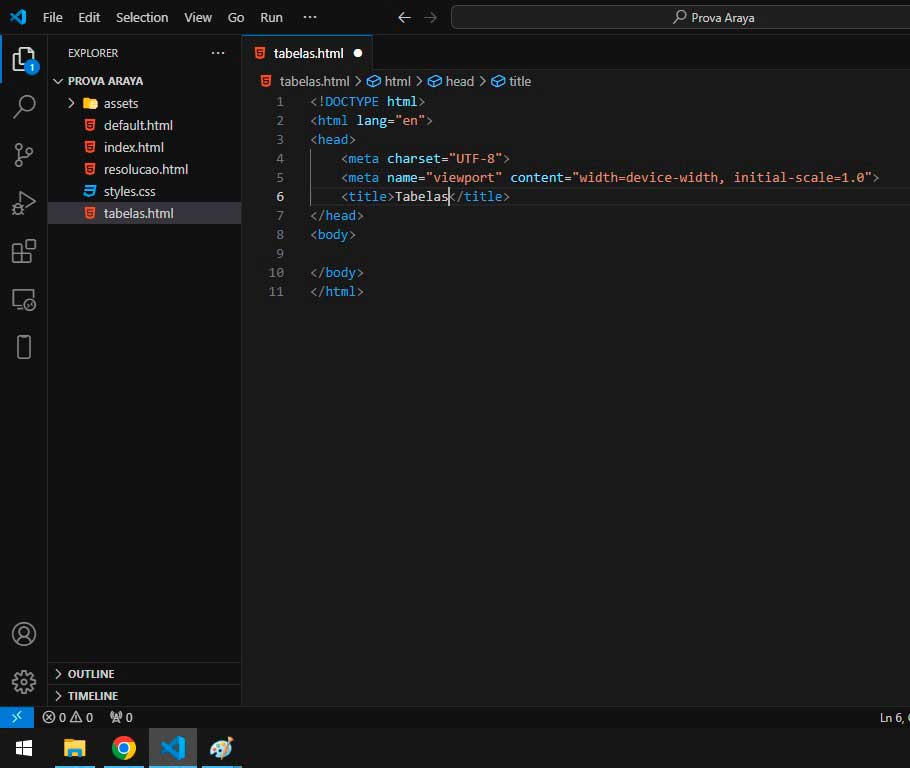 File Edit Selection View Go Run ···
Prova Araya
EXPLORER ···
PROVA ARAYA
assets
default.html
index.html
resolucao.html
styles.css
tabelas.html
OUTLINE
TIMELINE
tabelas.html
tabelas.html > html > head > title
1 <!DOCTYPE html>
2 <html lang="en">
3 <head>
4 <meta charset="UTF-8">
5 <meta name="viewport" content="width=device-width, initial-scale=1.0">
6 <title>Tabelas</title>
7 </head>
8 <body>
9
10 </body>
11 </html>
1
0 0 0
Ln 6,